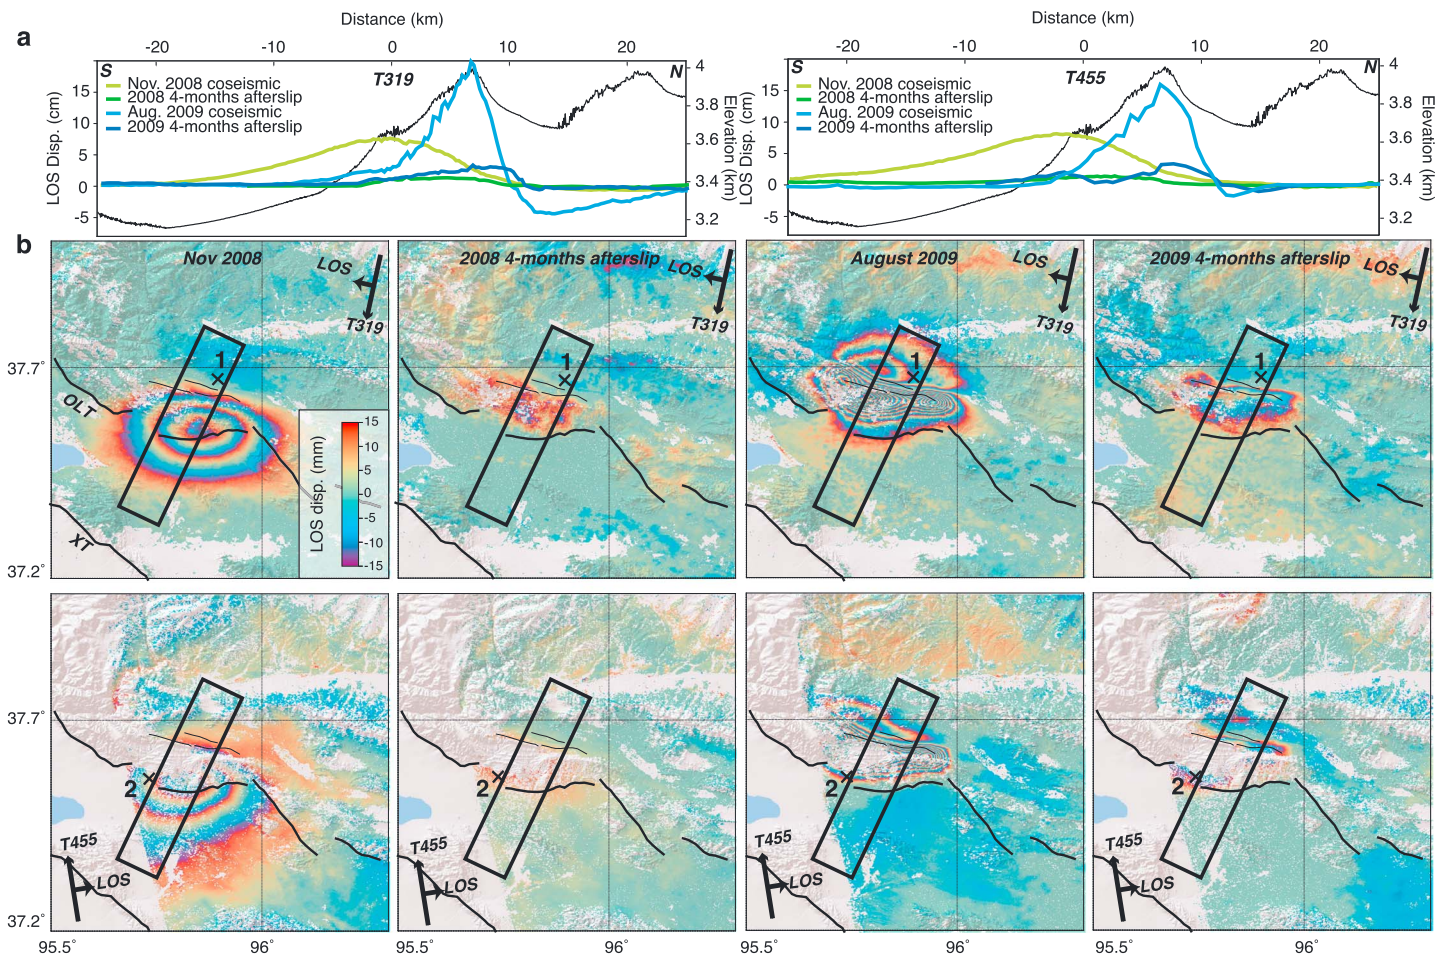 a
Distance (km)
-20 -10 0 10 20
S T319 N
Nov. 2008 coseismic
2008 4-months afterslip
Aug. 2009 coseismic
2009 4-months afterslip
LOS Disp. (cm)
15
10
5
0
-5
Elevation (km)
4
3.8
3.6
3.4
3.2
Distance (km)
-20 -10 0 10 20
S T455 N
Nov. 2008 coseismic
2008 4-months afterslip
Aug. 2009 coseismic
2009 4-months afterslip
LOS Disp. (cm)
15
10
5
0
-5
Elevation (km)
4
3.8
3.6
3.4
3.2
b
Nov 2008
LOS
T319
1
OLT
XT
LOS disp. (mm)
15
10
5
0
-5
-10
-15
37.7°
37.2°
2008 4-months afterslip
LOS
T319
1
August 2009
LOS
T319
1
2009 4-months afterslip
LOS
T319
1
37.7°
37.2°
2
T455
LOS
95.5° 96°
2
T455
LOS
96°
2
T455
LOS
96°
2
T455
LOS
96°